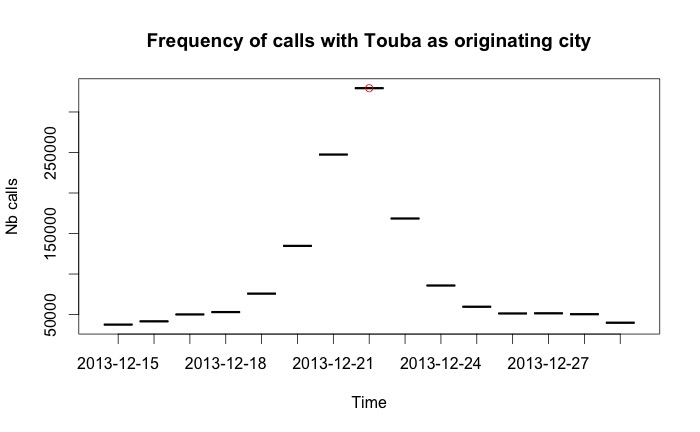 Frequency of calls with Touba as originating city
Nb calls
250000
150000
50000
2013-12-15 2013-12-18 2013-12-21 2013-12-24 2013-12-27
Time